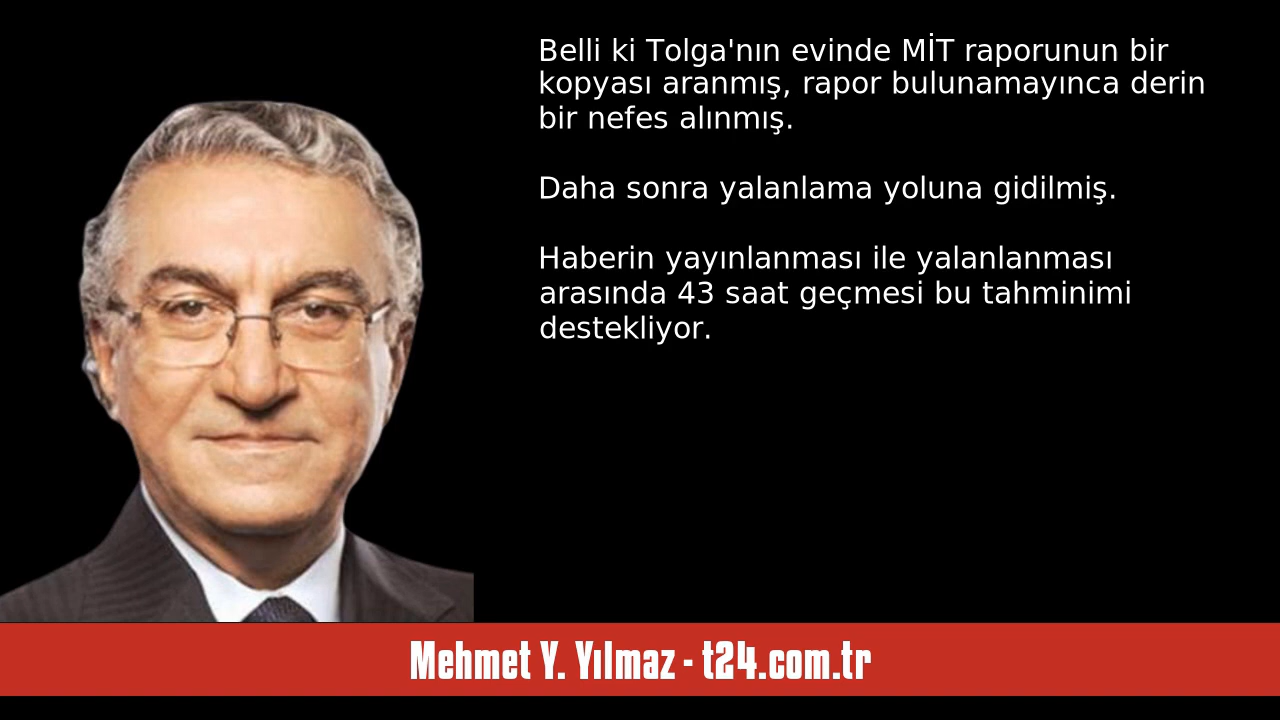 Belli ki Tolga'nın evinde MİT raporunun bir
kopyası aranmış, rapor bulunamayınca derin
bir nefes alınmış.
Daha sonra yalanlama yoluna gidilmiş.
Haberin yayınlanması ile yalanlanması
arasında 43 saat geçmesi bu tahminimi
destekliyor.
Mehmet Y. Yılmaz - t24.com.tr